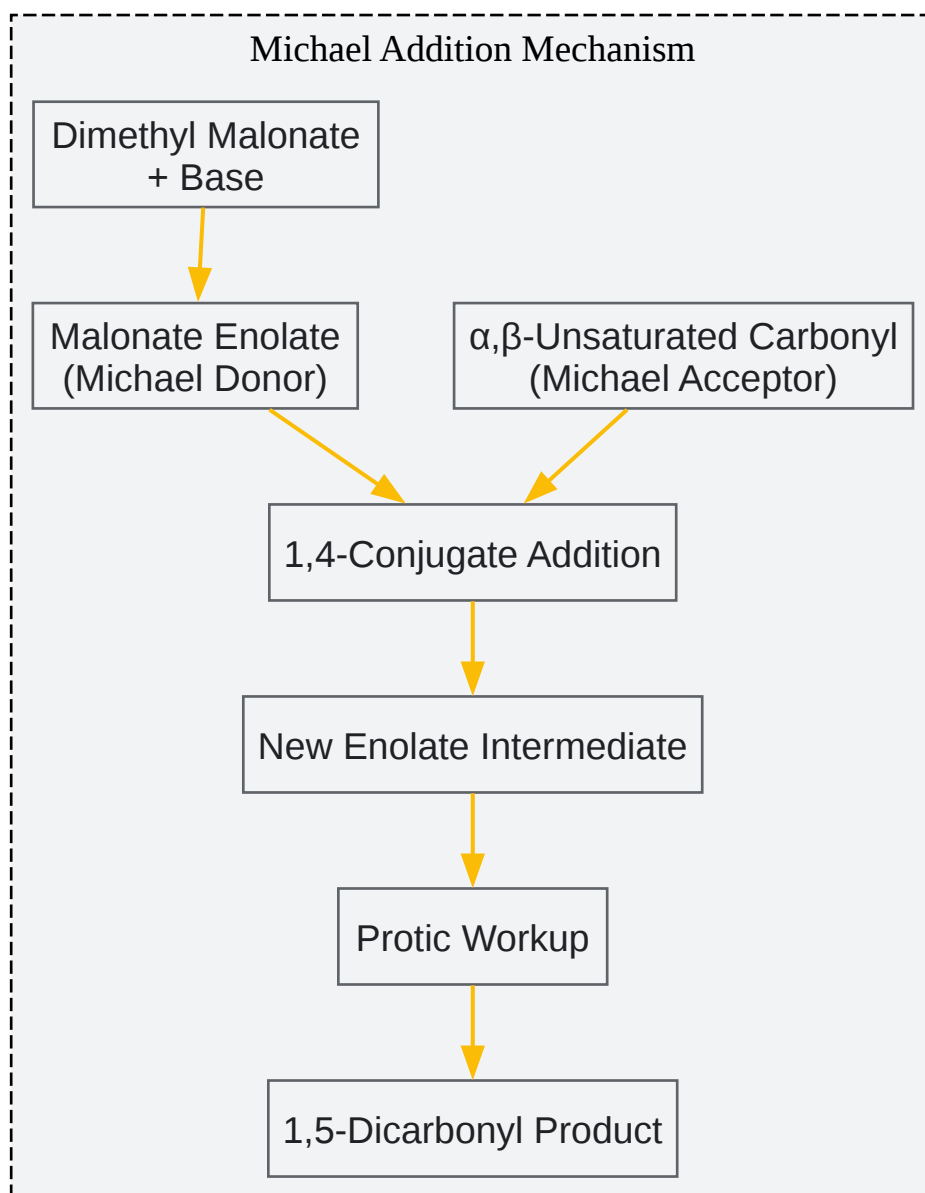 Michael Addition Mechanism
Dimethyl Malonate
+ Base
Malonate Enolate
(Michael Donor)
α,β-Unsaturated Carbonyl
(Michael Acceptor)
1,4-Conjugate Addition
New Enolate Intermediate
Protic Workup
1,5-Dicarbonyl Product